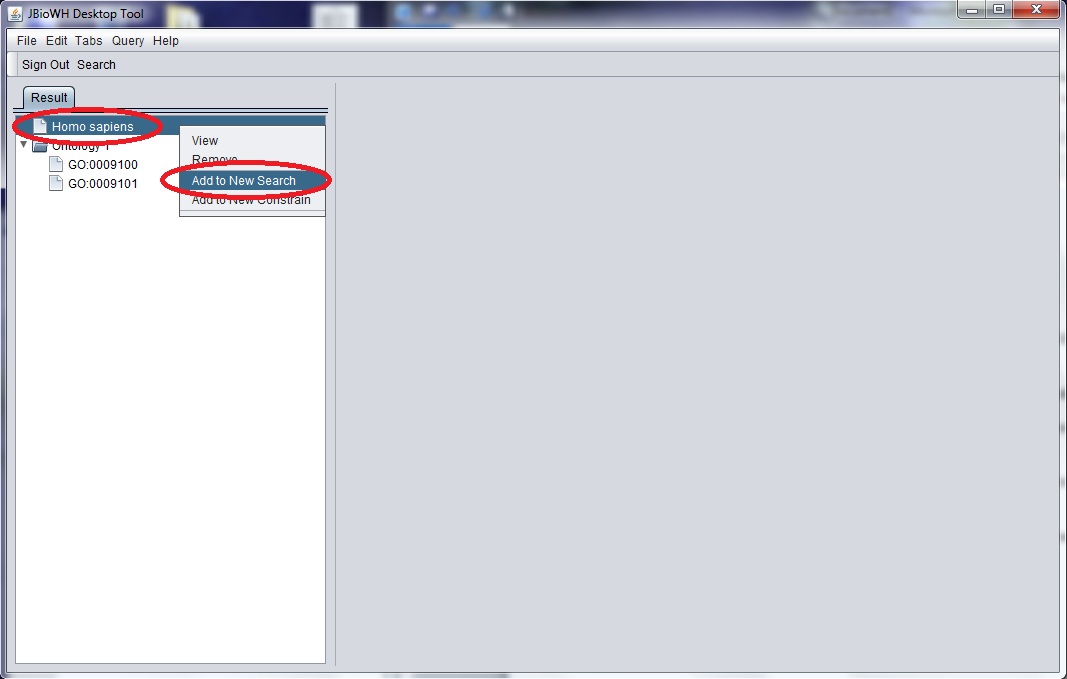 JBioWH Desktop Tool
File Edit Tabs Query Help
Sign Out Search
Result
Homo sapiens
Ontology 1
GO:0009100
GO:0009101
View
Remove
Add to New Search
Add to New Constrain